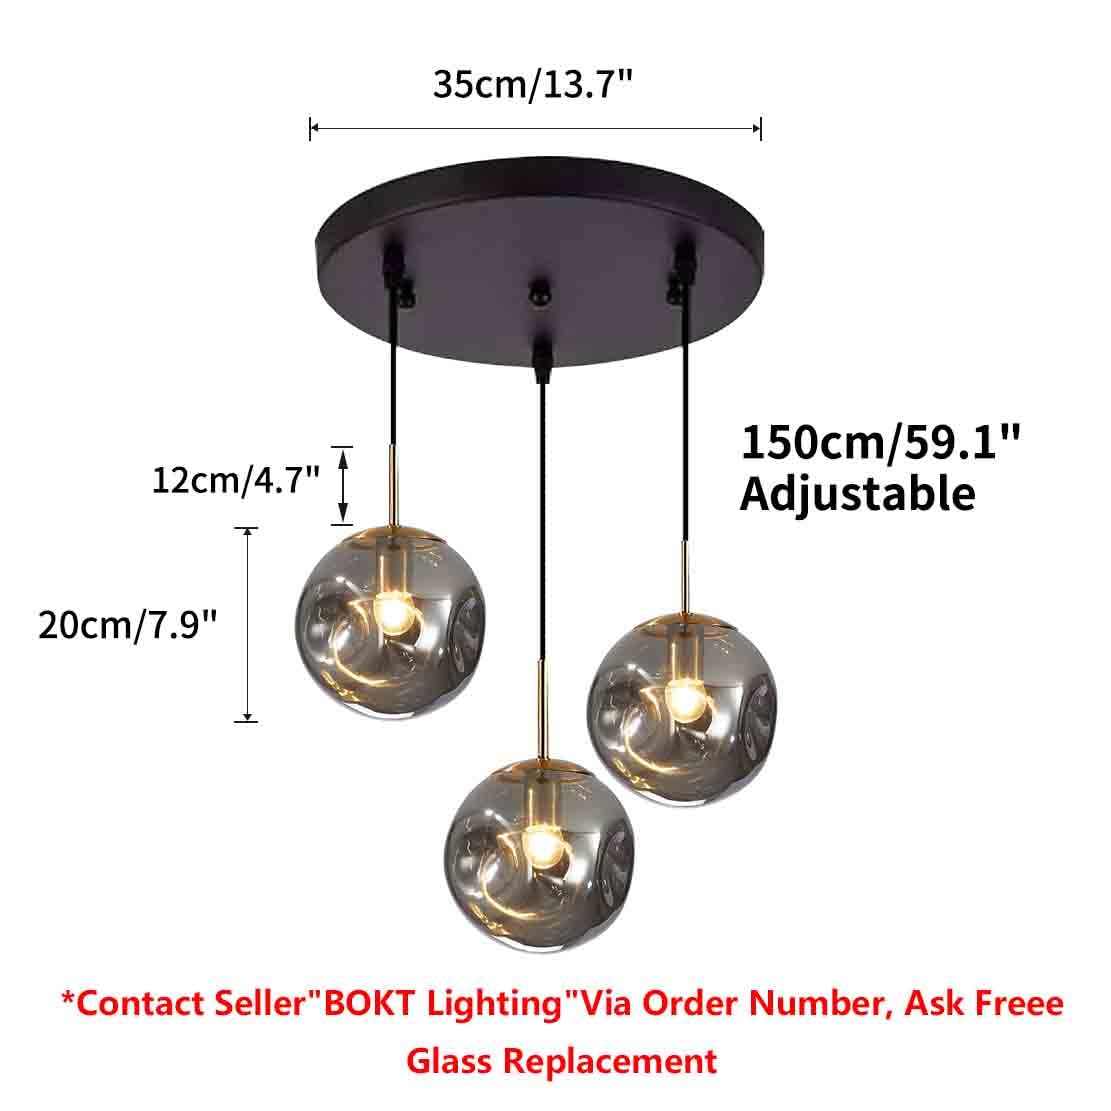 35cm/13.7"
12cm/4.7"
150cm/59.1"
Adjustable
20cm/7.9"
*Contact Seller"BOKT Lighting"Via Order Number, Ask Freee
Glass Replacement